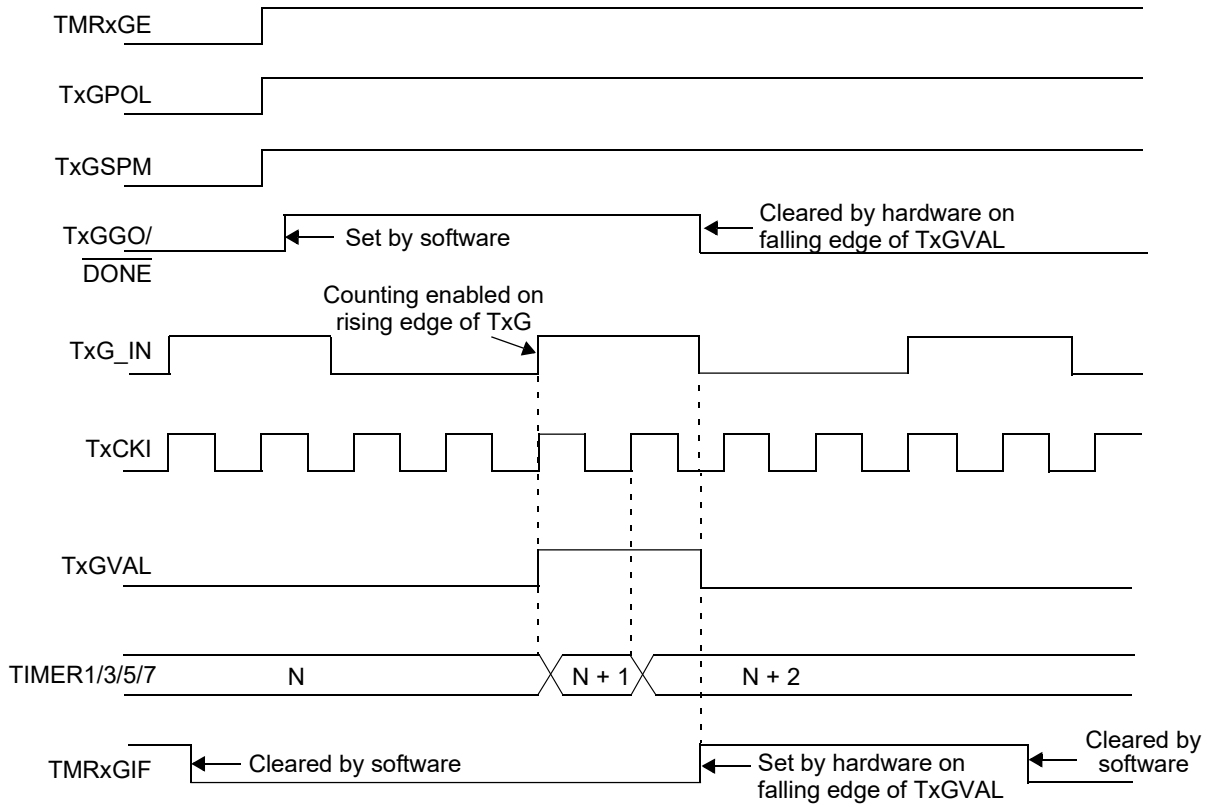 TMRxGE
TxGPOL
TxGSPM
TxGGO/
DONE
Set by software
Cleared by hardware on
falling edge of TxGVAL
Counting enabled on
rising edge of TxG
TxG_IN
TxCKI
TxGVAL
TIMER1/3/5/7
N
N + 1
N + 2
TMRxGIF
Cleared by software
Set by hardware on
falling edge of TxGVAL
Cleared by
software